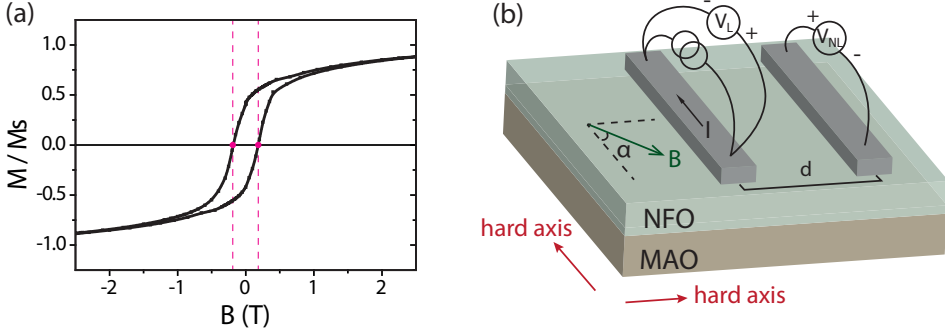 (a)
M / Ms
1.0
0.5
0.0
-0.5
-1.0
-2
-1
0
1
2
B (T)
(b)
-
V_L
+
+
V_NL
-
I
α
B
d
NFO
MAO
hard axis
hard axis